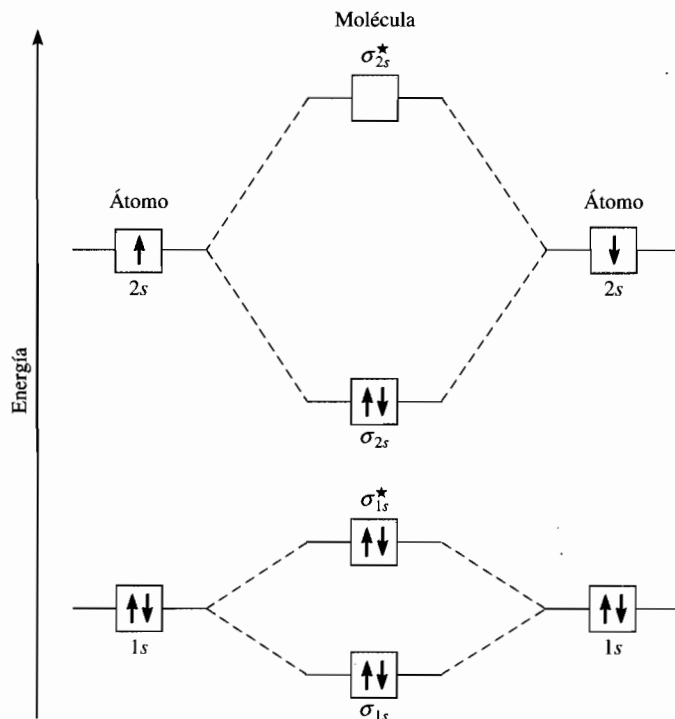 Molécula
σ★2s
Átomo
Átomo
2s
2s
Energía
σ2s
σ★1s
1s
1s
σ1s